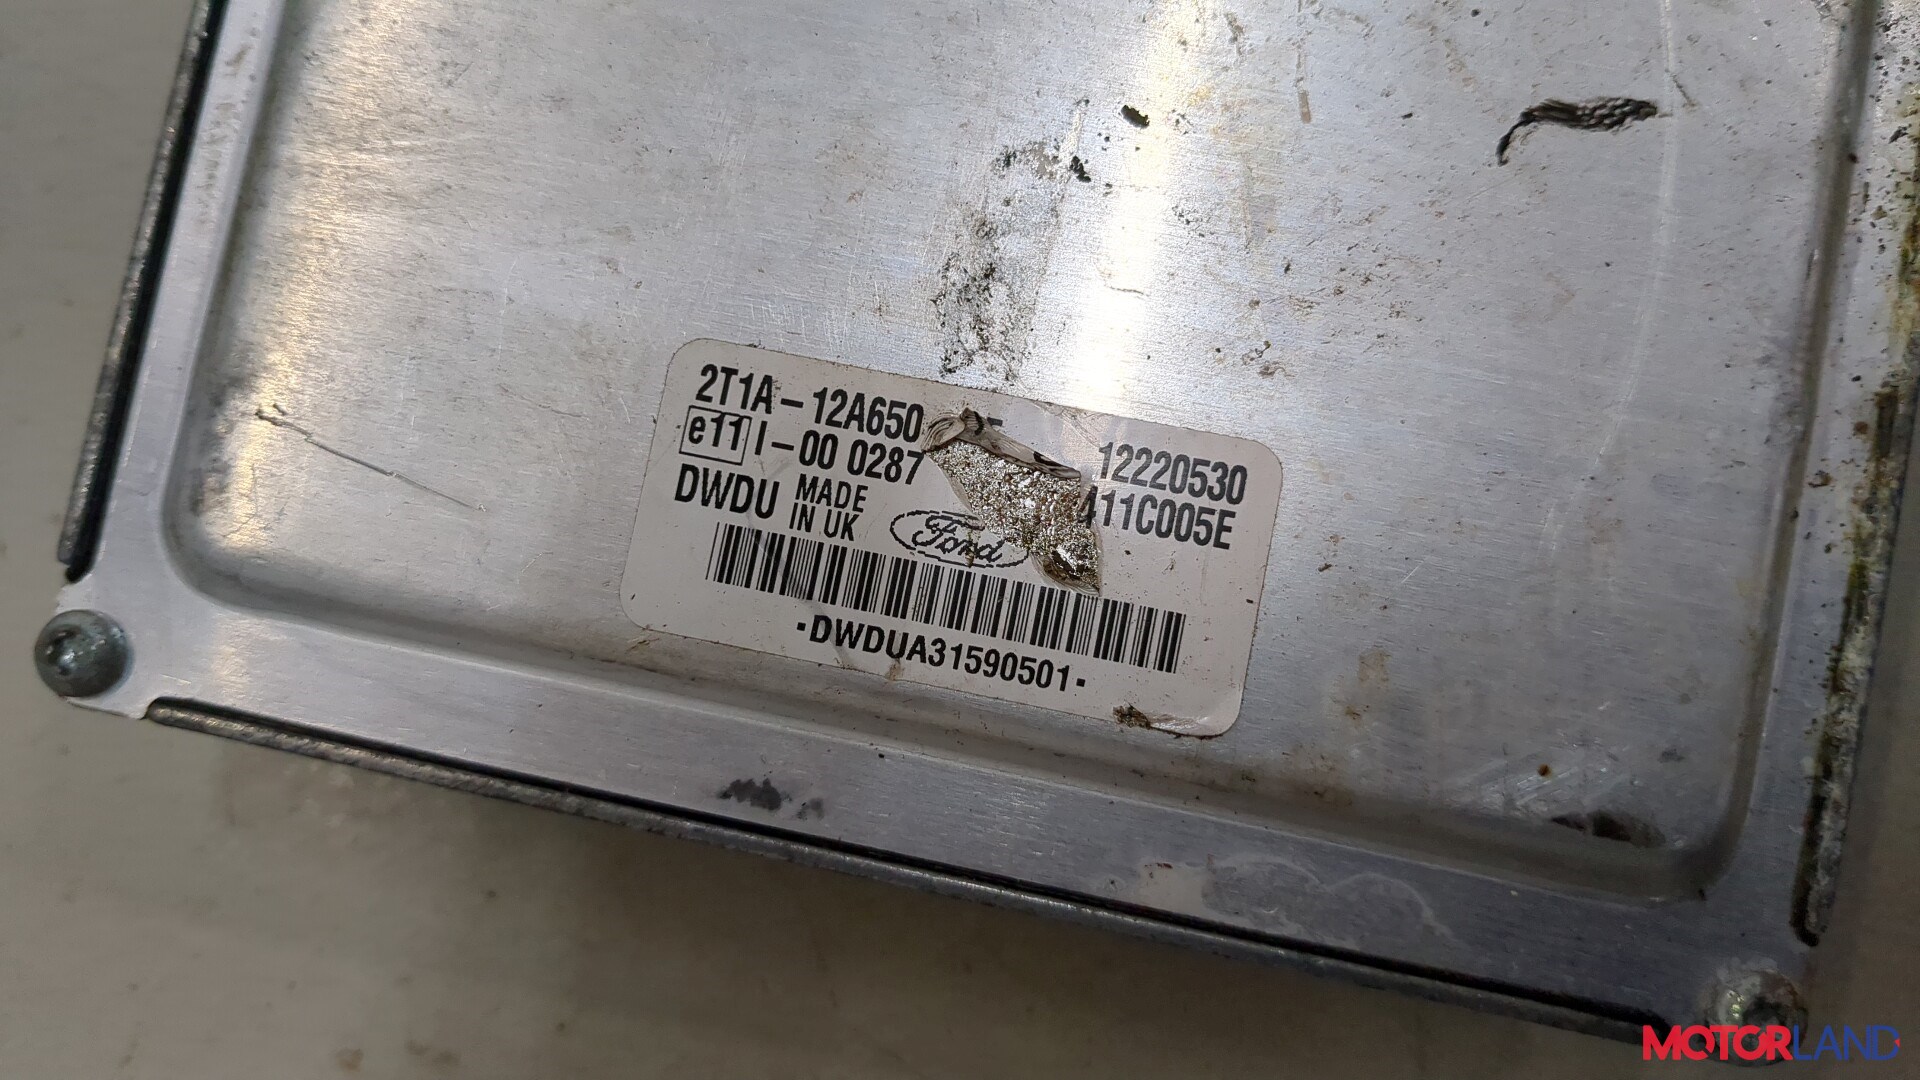 2T1A-12A650
12220530
e11 I-00 0287
411C005E
DWDU MADE IN UK
Ford
·DWDUA31590501·
MOTORLAND